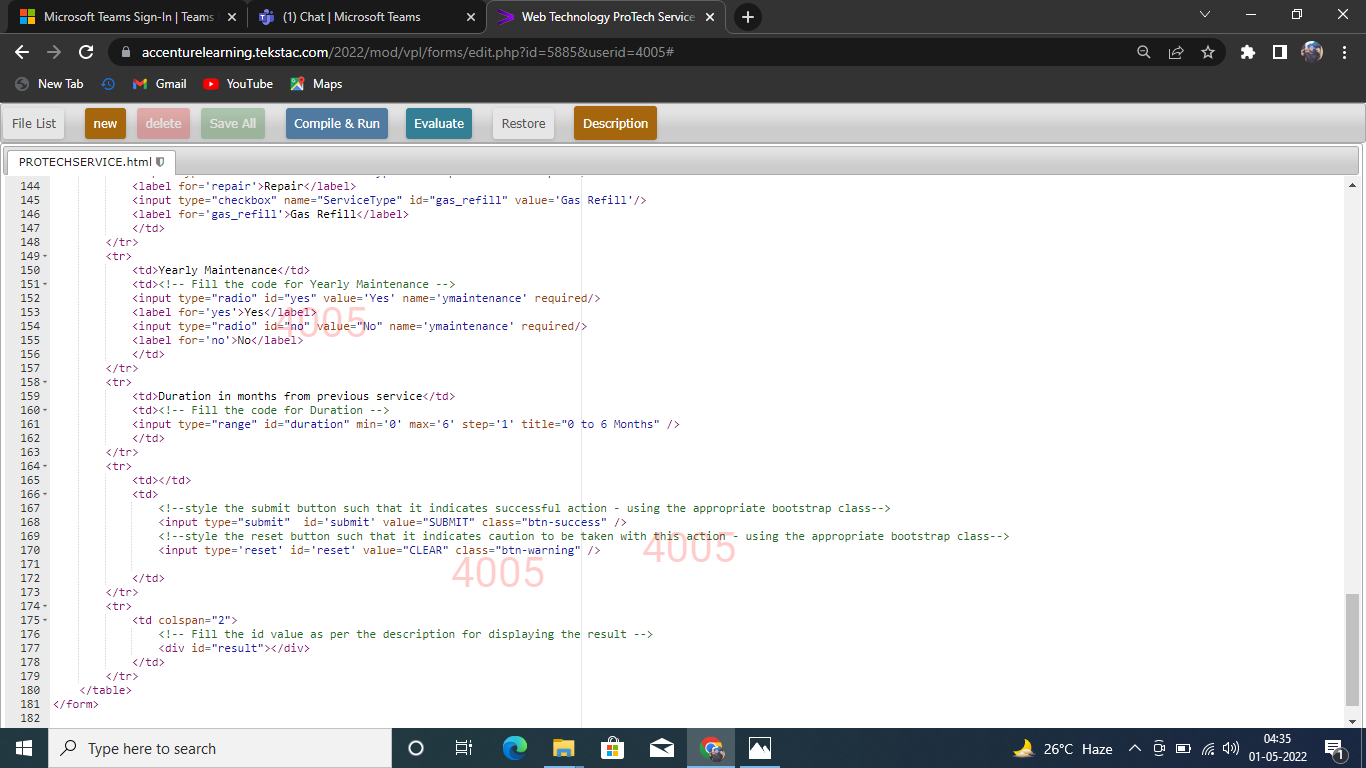 Microsoft Teams Sign-In | Teams
(1) Chat | Microsoft Teams
Web Technology ProTech Service
accenturelearning.tekstac.com/2022/mod/vpl/forms/edit.php?id=5885&userid=4005#
New Tab
Gmail
YouTube
Maps
File List
new
delete
Save All
Compile & Run
Evaluate
Restore
Description
PROTECHSERVICE.html
144 <label for='repair'>Repair</label>
145 <input type="checkbox" name="ServiceType" id="gas_refill" value='Gas Refill'/>
146 <label for='gas_refill'>Gas Refill</label>
147 </td>
148 </tr>
149 <tr>
150 <td>Yearly Maintenance</td>
151 <td><!-- Fill the code for Yearly Maintenance -->
152 <input type="radio" id="yes" value='Yes' name='ymaintenance' required/>
153 <label for='yes'>Yes</label>
4005
154 <input type="radio" id="no" value="No" name='ymaintenance' required/>
155 <label for='no'>No</label>
156 </td>
157 </tr>
158 <tr>
159 <td>Duration in months from previous service</td>
160 <td><!-- Fill the code for Duration -->
161 <input type="range" id="duration" min='0' max='6' step='1' title="0 to 6 Months" />
162 </td>
163 </tr>
164 <tr>
165 <td></td>
166 <td>
167 <!--style the submit button such that it indicates successful action - using the appropriate bootstrap class-->
168 <input type="submit"  id='submit' value="SUBMIT" class="btn-success" />
169 <!--style the reset button such that it indicates caution to be taken with this action - using the appropriate bootstrap class-->
170 <input type='reset' id='reset' value="CLEAR" class="btn-warning" />
4005
171
4005
172 </td>
173 </tr>
174 <tr>
175 <td colspan="2">
176 <!-- Fill the id value as per the description for displaying the result -->
177 <div id="result"></div>
178 </td>
179 </tr>
180 </table>
181 </form>
182
Type here to search
26°C Haze
04:35
01-05-2022
1